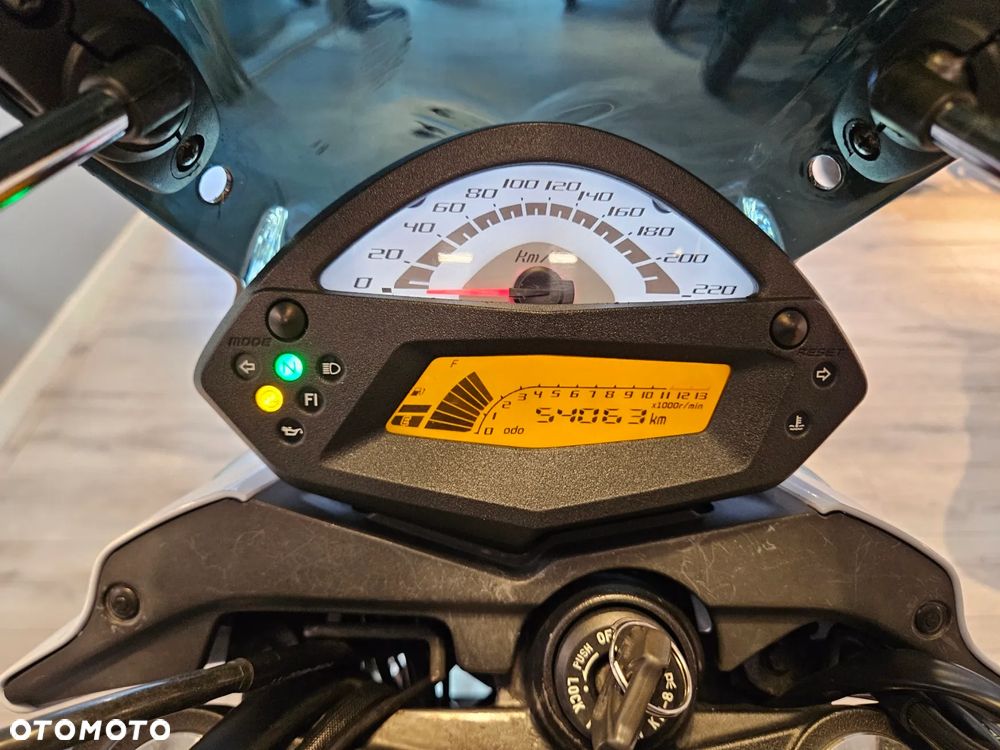 0 20 40 60 80 100 120 140 160 180 200 220
km/
MODE
RESET
N
FI
F
E
0 1 2 3 4 5 6 7 8 9 10 11 12 13
x1000r/min
odo 54063 km
PUSH
LOCK
OTOMOTO